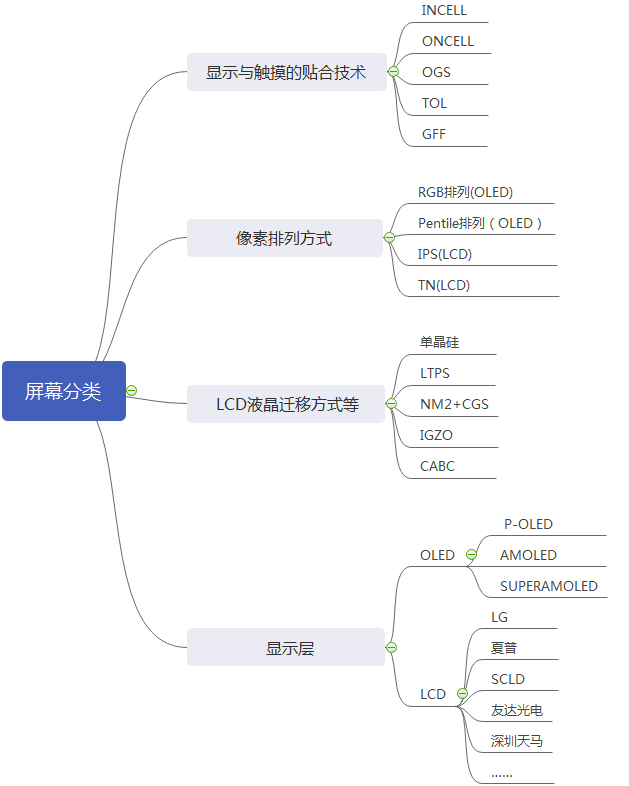 屏幕分类
显示与触摸的贴合技术
INCELL
ONCELL
OGS
TOL
GFF
像素排列方式
RGB排列(OLED)
Pentile排列（OLED）
IPS(LCD)
TN(LCD)
LCD液晶迁移方式等
单晶硅
LTPS
NM2+CGS
IGZO
CABC
显示层
OLED
P-OLED
AMOLED
SUPERAMOLED
LCD
LG
夏普
SCLD
友达光电
深圳天马
......